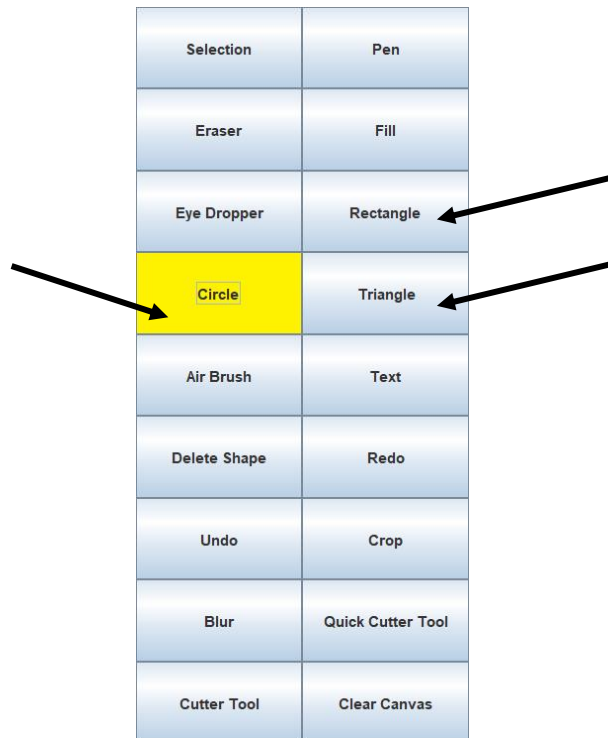 Selection Pen
Eraser Fill
Eye Dropper Rectangle
Circle Triangle
Air Brush Text
Delete Shape Redo
Undo Crop
Blur Quick Cutter Tool
Cutter Tool Clear Canvas